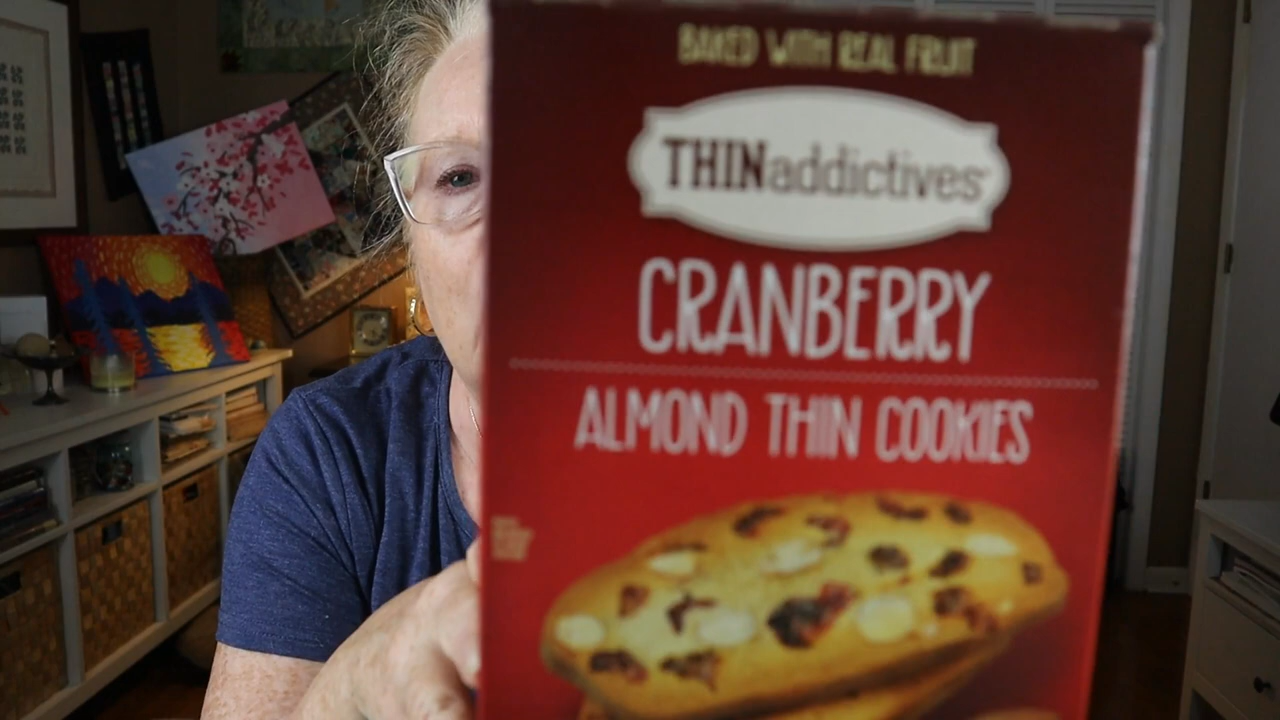 BAKED WITH REAL FRUIT
THINaddictives
CRANBERRY
ALMOND THIN COOKIES